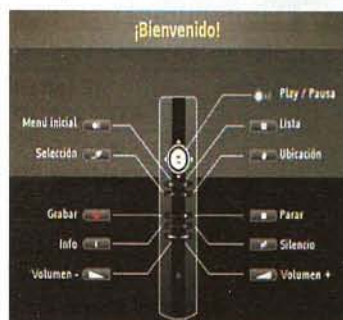 ¡Bienvenido!
Play / Pausa
Menú inicial
Lista
Selección
Ubicación
Grabar
Parar
Info
Silencio
Volumen -
Volumen +